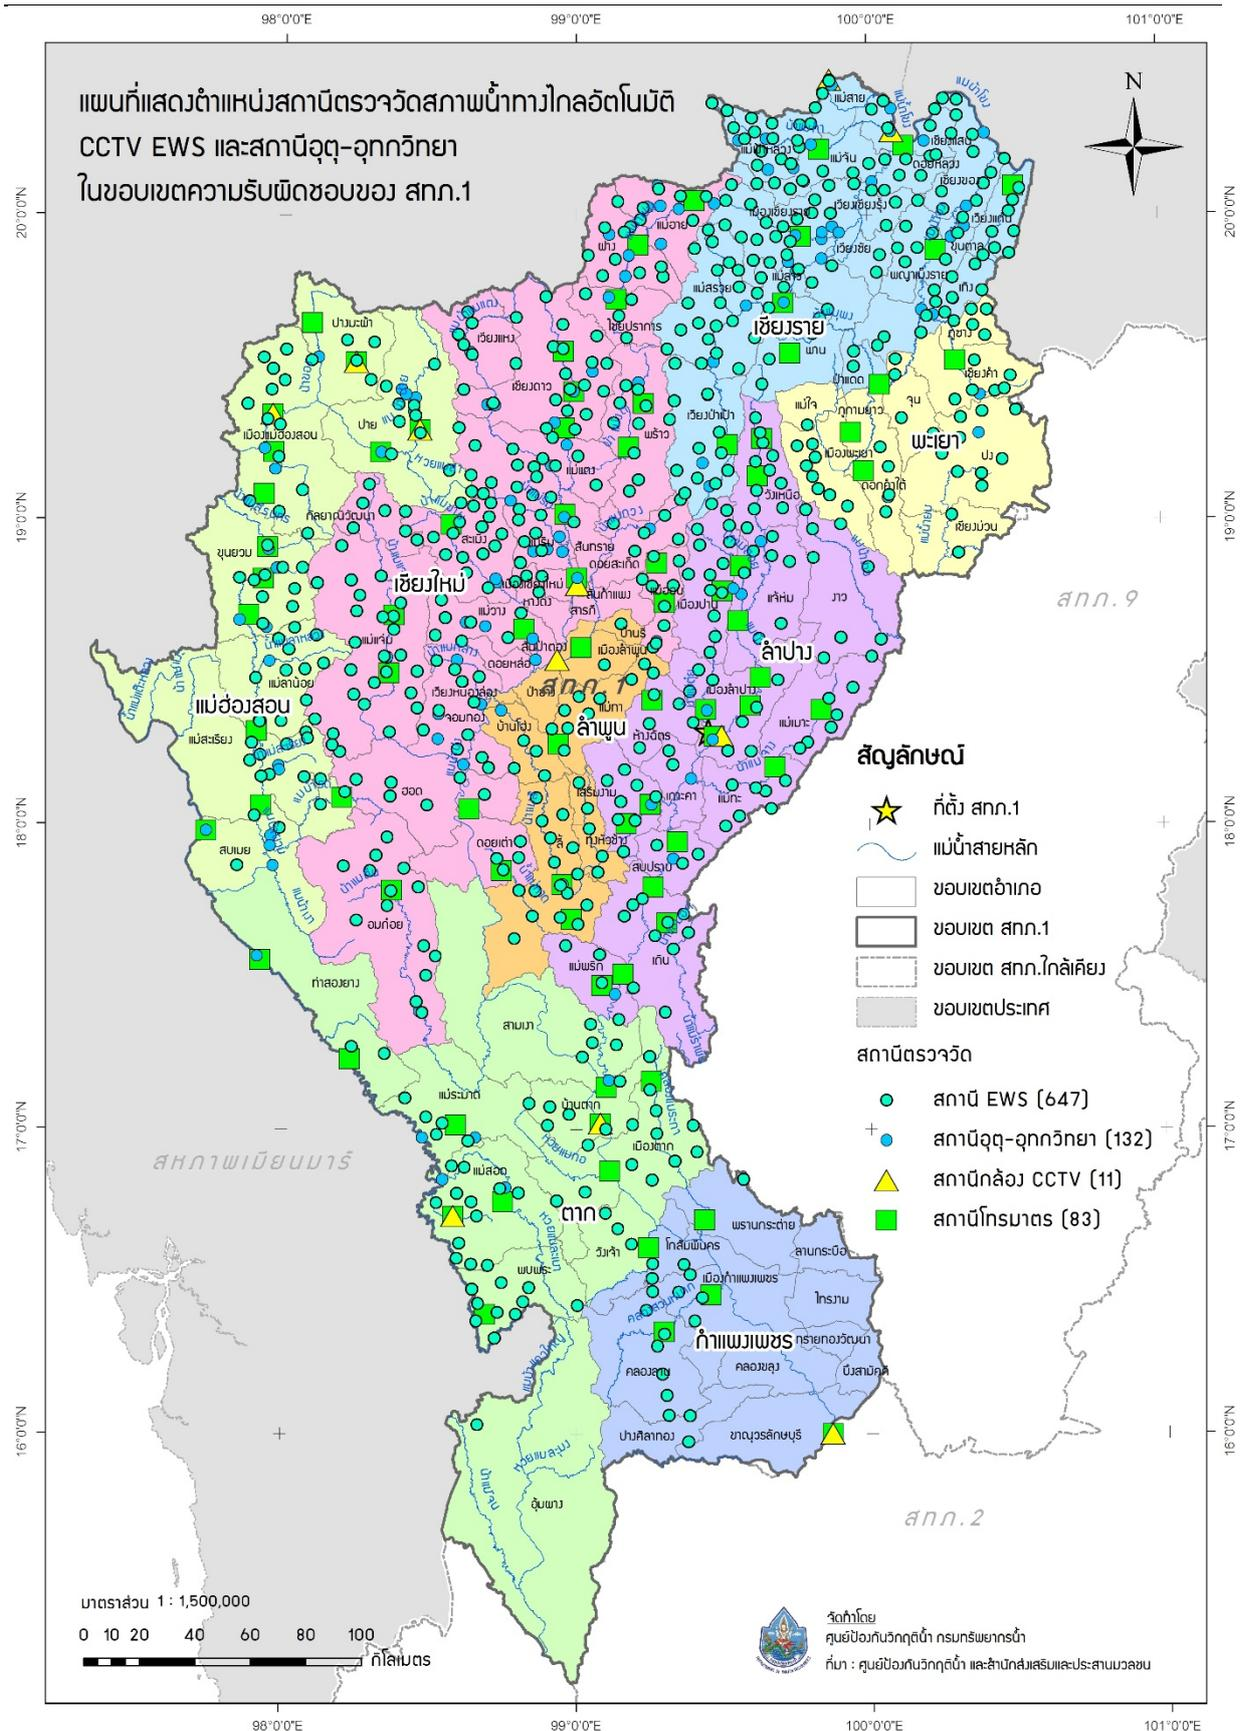 98°0'0"E 99°0'0"E 100°0'0"E 101°0'0"E
แผนที่แสดงตำแหน่งสถานีตรวจวัดสภาพน้ำทางไกลอัตโนมัติ
CCTV EWS และสถานีอุตุ-อุทกวิทยา
ในขอบเขตความรับผิดชอบของ สทภ.1
N
20°0'0"N
19°0'0"N
18°0'0"N
17°0'0"N
16°0'0"N
แม่สาย
แม่น้ำโขง
แม่ฟ้าหลวง
แม่จัน
เชียงแสน
ดอยหลวง
เชียงของ
เมืองเชียงราย
เวียงเชียงรุ้ง
เวียงแก่น
เวียงชัย
ขุนตาล
พญาเม็งราย
แม่สรวย
เทิง
เชียงราย
พาน
ป่าแดด
เวียงป่าเป้า
แม่อาย
ฝาง
ไชยปราการ
เวียงแหง
เชียงดาว
พร้าว
แม่แตง
ปางมะผ้า
ปาย
เมืองแม่ฮ่องสอน
ภูซาง
เชียงคำ
จุน
แม่ใจ
ภูกามยาว
พะเยา
ปง
เมืองพะเยา
ดอกคำใต้
เชียงม่วน
แม่น้ำยม
วังเหนือ
กัลยาณิวัฒนา
สะเมิง
แม่ริม
สันทราย
ดอยสะเก็ด
ขุนยวม
เชียงใหม่
เมืองเชียงใหม่
หางดง
สันกำแพง
สารภี
แม่ออน
แม่วาง
แม่แจ่ม
สันป่าตอง
ดอยหล่อ
เวียงหนองล่อง
จอมทอง
เมืองปาน
แจ้ห่ม
งาว
ลำปาง
บ้านธิ
เมืองลำพูน
ป่าซาง
สทภ.1
แม่ทา
ลำพูน
บ้านโฮ่ง
เมืองลำปาง
แม่เมาะ
ห้างฉัตร
แม่ลาน้อย
แม่ฮ่องสอน
แม่สะเรียง
ฮอด
เสริมงาม
เกาะคา
แม่ทะ
ดอยเต่า
ลี้
ทุ่งหัวช้าง
สบปราบ
สบเมย
อมก๋อย
แม่พริก
เถิน
ท่าสองยาง
สามเงา
แม่ระมาด
บ้านตาก
เมืองตาก
แม่สอด
ตาก
วังเจ้า
พบพระ
อุ้มผาง
พรานกระต่าย
ลานกระบือ
โกสัมพีนคร
เมืองกำแพงเพชร
ไทรงาม
กำแพงเพชร
ทรายทองวัฒนา
คลองลาน
คลองขลุง
บึงสามัคคี
ปางศิลาทอง
ขาณุวรลักษบุรี
สหภาพเมียนมาร์
สทภ.9
สทภ.2
สัญลักษณ์
ที่ตั้ง สทภ.1
แม่น้ำสายหลัก
ขอบเขตอำเภอ
ขอบเขต สทภ.1
ขอบเขต สทภ.ใกล้เคียง
ขอบเขตประเทศ
สถานีตรวจวัด
สถานี EWS (647)
สถานีอุตุ-อุทกวิทยา (132)
สถานีกล้อง CCTV (11)
สถานีโทรมาตร (83)
มาตราส่วน 1 : 1,500,000
0 10 20 40 60 80 100
กิโลเมตร
จัดทำโดย
ศูนย์ป้องกันวิกฤติน้ำ กรมทรัพยากรน้ำ
ที่มา : ศูนย์ป้องกันวิกฤติน้ำ และสำนักส่งเสริมและประสานมวลชน
20°0'0"N
19°0'0"N
18°0'0"N
17°0'0"N
16°0'0"N
98°0'0"E 99°0'0"E 100°0'0"E 101°0'0"E